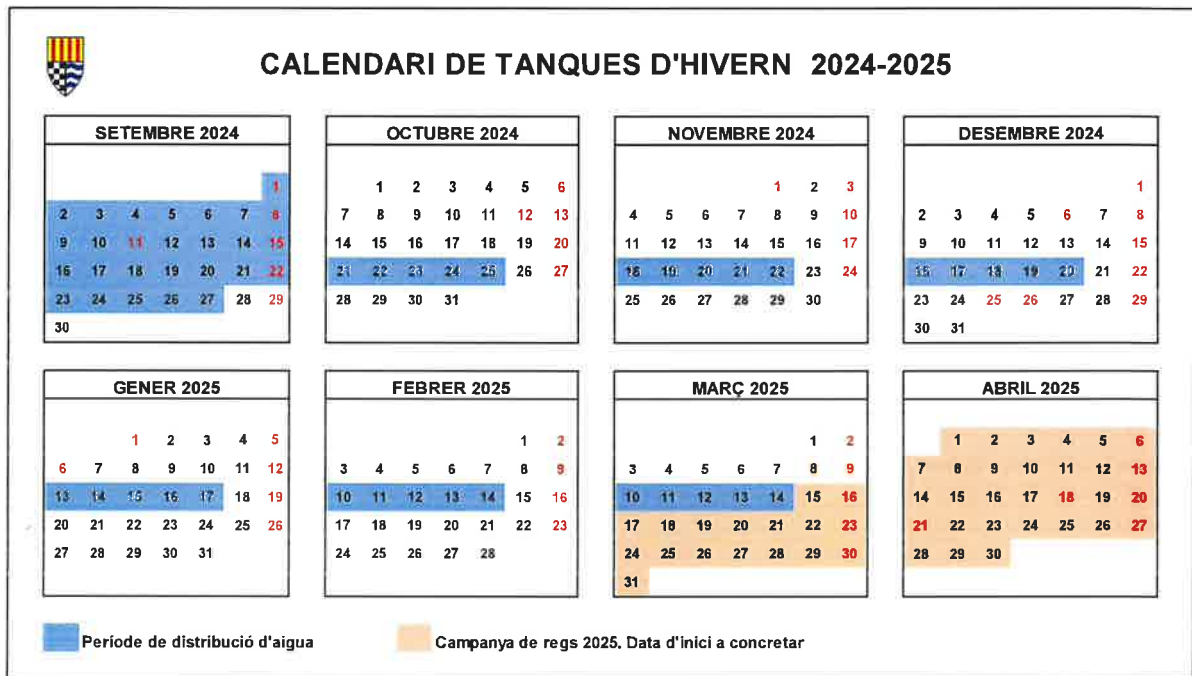 CALENDARI DE TANQUES D'HIVERN 2024-2025
SETEMBRE 2024
1
2 3 4 5 6 7 8
9 10 11 12 13 14 15
16 17 18 19 20 21 22
23 24 25 26 27 28 29
30
OCTUBRE 2024
1 2 3 4 5 6
7 8 9 10 11 12 13
14 15 16 17 18 19 20
21 22 23 24 25 26 27
28 29 30 31
NOVEMBRE 2024
1 2 3
4 5 6 7 8 9 10
11 12 13 14 15 16 17
18 19 20 21 22 23 24
25 26 27 28 29 30
DESEMBRE 2024
1
2 3 4 5 6 7 8
9 10 11 12 13 14 15
16 17 18 19 20 21 22
23 24 25 26 27 28 29
30 31
GENER 2025
1 2 3 4 5
6 7 8 9 10 11 12
13 14 15 16 17 18 19
20 21 22 23 24 25 26
27 28 29 30 31
FEBRER 2025
1 2
3 4 5 6 7 8 9
10 11 12 13 14 15 16
17 18 19 20 21 22 23
24 25 26 27 28
MARÇ 2025
1 2
3 4 5 6 7 8 9
10 11 12 13 14 15 16
17 18 19 20 21 22 23
24 25 26 27 28 29 30
31
ABRIL 2025
1 2 3 4 5 6
7 8 9 10 11 12 13
14 15 16 17 18 19 20
21 22 23 24 25 26 27
28 29 30
Període de distribució d'aigua
Campanya de regs 2025. Data d'inici a concretar